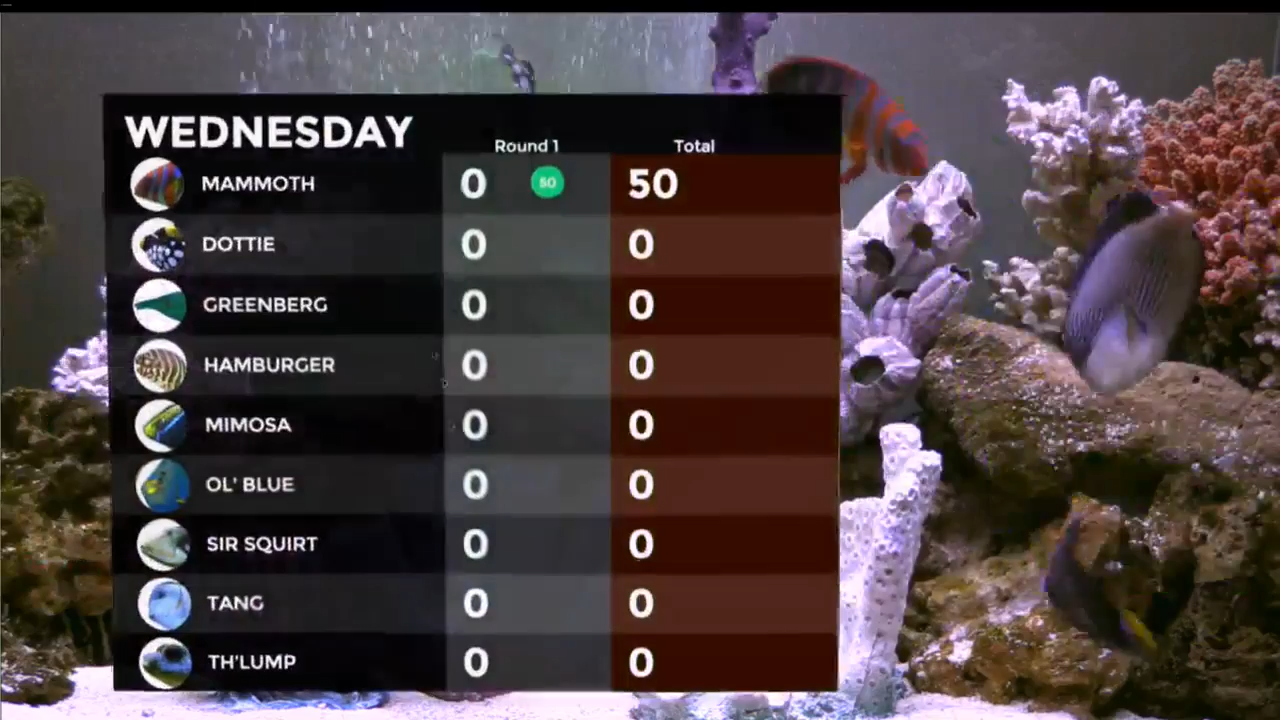 WEDNESDAY
Round 1 Total
MAMMOTH 0 50 50
DOTTIE 0 0
GREENBERG 0 0
HAMBURGER 0 0
MIMOSA 0 0
OL' BLUE 0 0
SIR SQUIRT 0 0
TANG 0 0
TH'LUMP 0 0